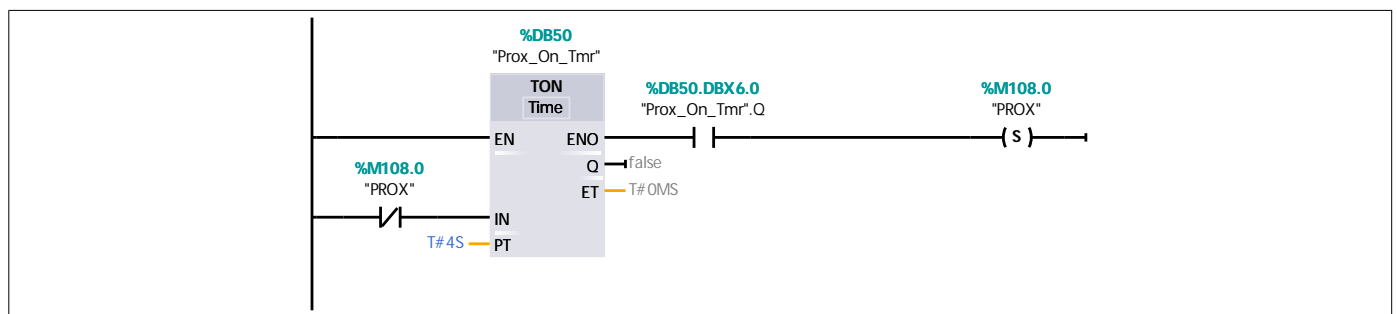 %DB50
"Prox_On_Tmr"
TON
Time
%DB50.DBX6.0
"Prox_On_Tmr".Q
%M108.0
"PROX"
EN ENO
( S )
Q false
%M108.0
"PROX"
ET T#0MS
IN
T#4S PT